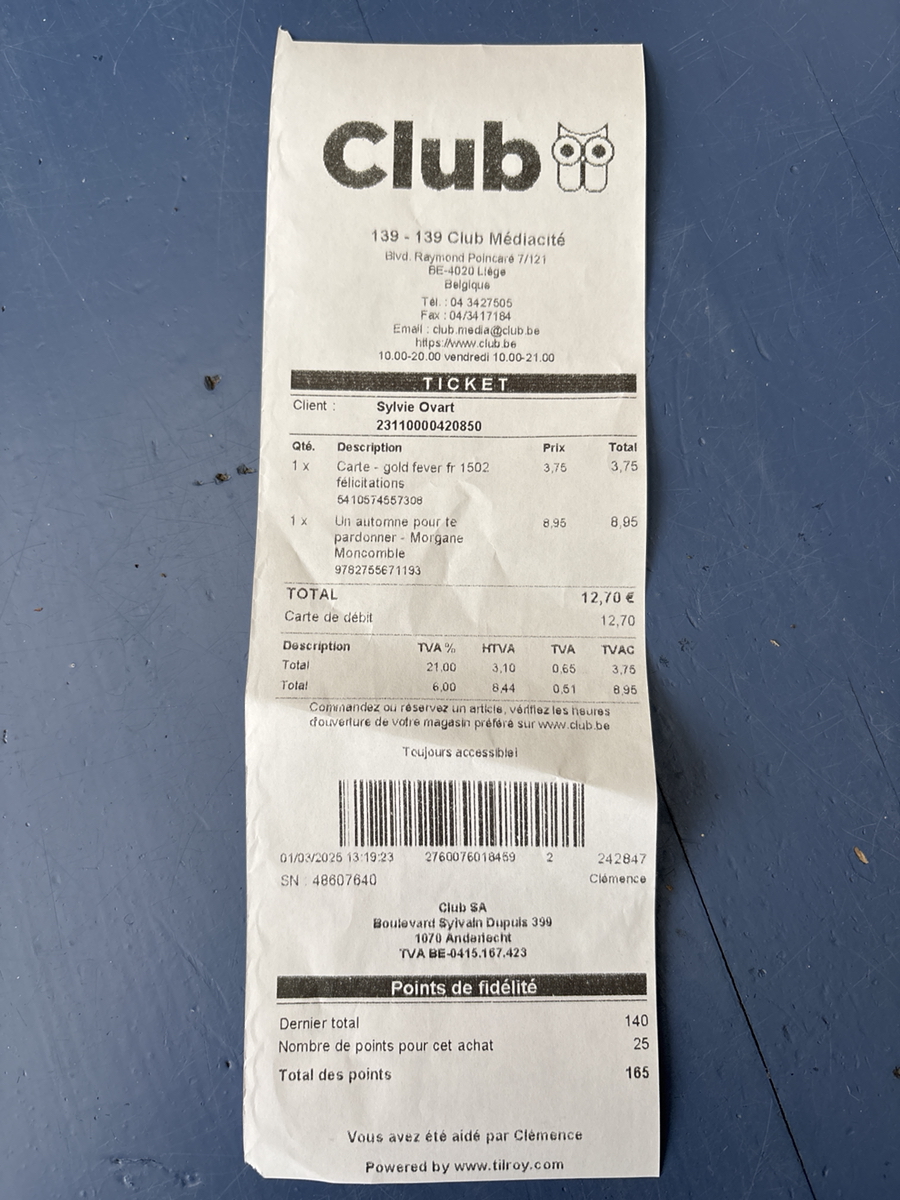 Club
139 - 139 Club Médiacité
Blvd. Raymond Poincaré 7/121
BE-4020 Liège
Belgique
Tél. : 04 3427505
Fax : 04/3417184
Email : club.media@club.be
https://www.club.be
10.00-20.00 vendredi 10.00-21.00
TICKET
Client : Sylvie Ovart
23110000420850
Qté. Description Prix Total
1 x Carte - gold fever fr 1502 3,75 3,75
félicitations
5410574557308
1 x Un automne pour te 8,95 8,95
pardonner - Morgane
Moncomble
9782755671193
TOTAL 12,70 €
Carte de débit 12,70
Description TVA % HTVA TVA TVAC
Total 21,00 3,10 0,65 3,75
Total 6,00 8,44 0,51 8,95
Commandez ou réservez un article, vérifiez les heures
d'ouverture de votre magasin préféré sur www.club.be
Toujours accessible!
01/03/2025 13:19:23 2760076018459 2 242847
SN : 48607640 Clémence
Club SA
Boulevard Sylvain Dupuis 399
1070 Anderlecht
TVA BE-0415.167.423
Points de fidélité
Dernier total 140
Nombre de points pour cet achat 25
Total des points 165
Vous avez été aidé par Clémence
Powered by www.tilroy.com